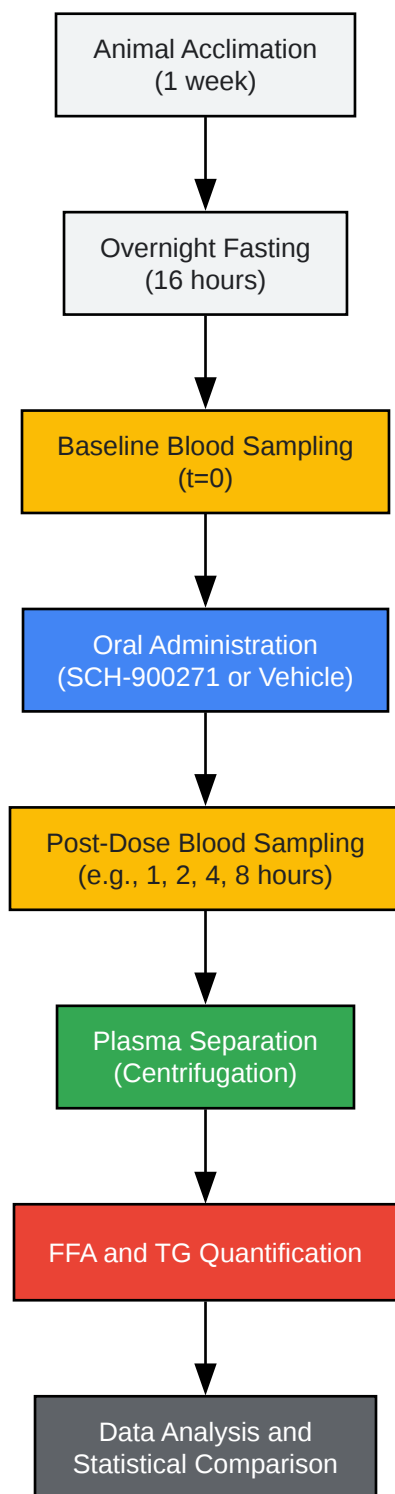 Animal Acclimation
(1 week)
Overnight Fasting
(16 hours)
Baseline Blood Sampling
(t=0)
Oral Administration
(SCH-900271 or Vehicle)
Post-Dose Blood Sampling
(e.g., 1, 2, 4, 8 hours)
Plasma Separation
(Centrifugation)
FFA and TG Quantification
Data Analysis and
Statistical Comparison